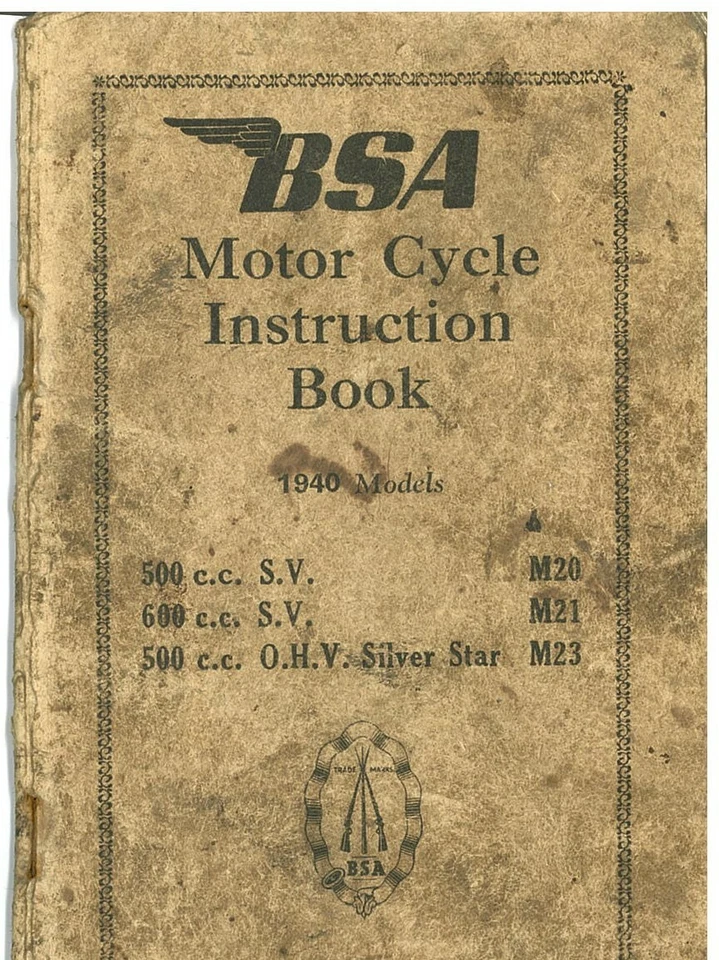 BSA
Motor Cycle
Instruction
Book
1940 Models
500 c.c. S.V. M20
600 c.c. S.V. M21
500 c.c. O.H.V. Silver Star M23
TRADE MARKS
BSA